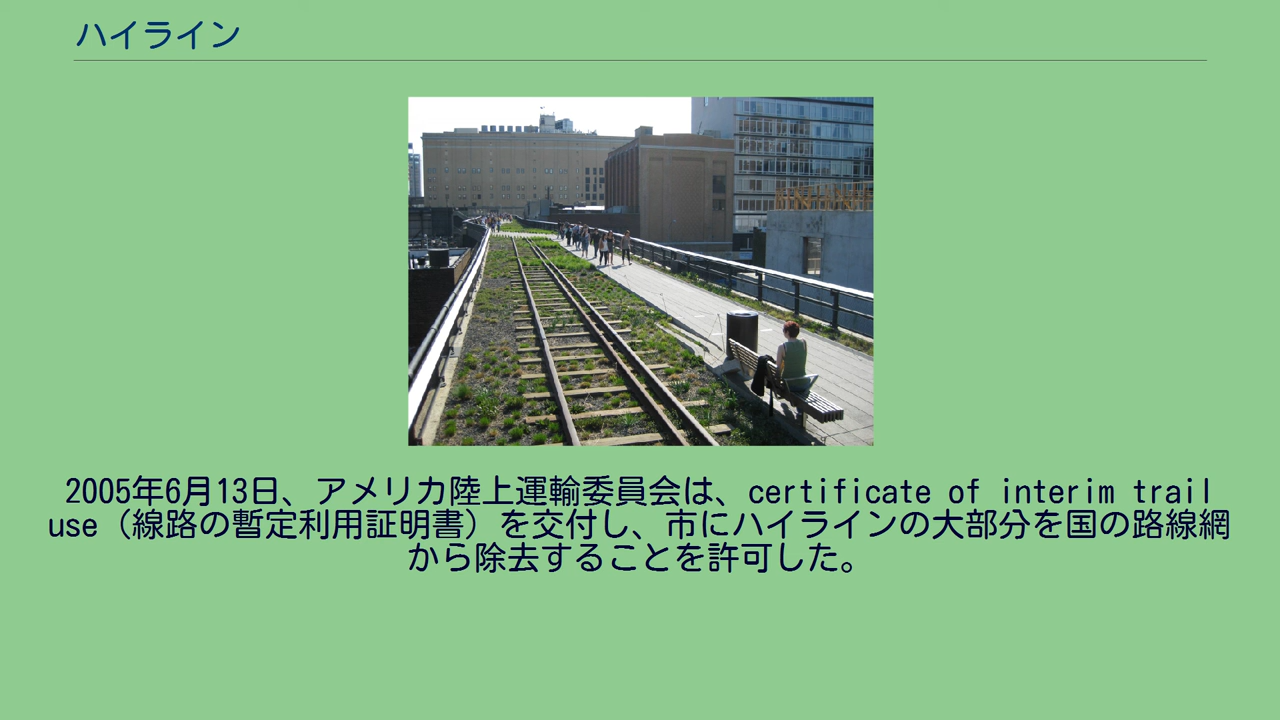 ハイライン
2005年6月13日、アメリカ陸上運輸委員会は、certificate of interim trail
use（線路の暫定利用証明書）を交付し、市にハイラインの大部分を国の路線網
から除去することを許可した。